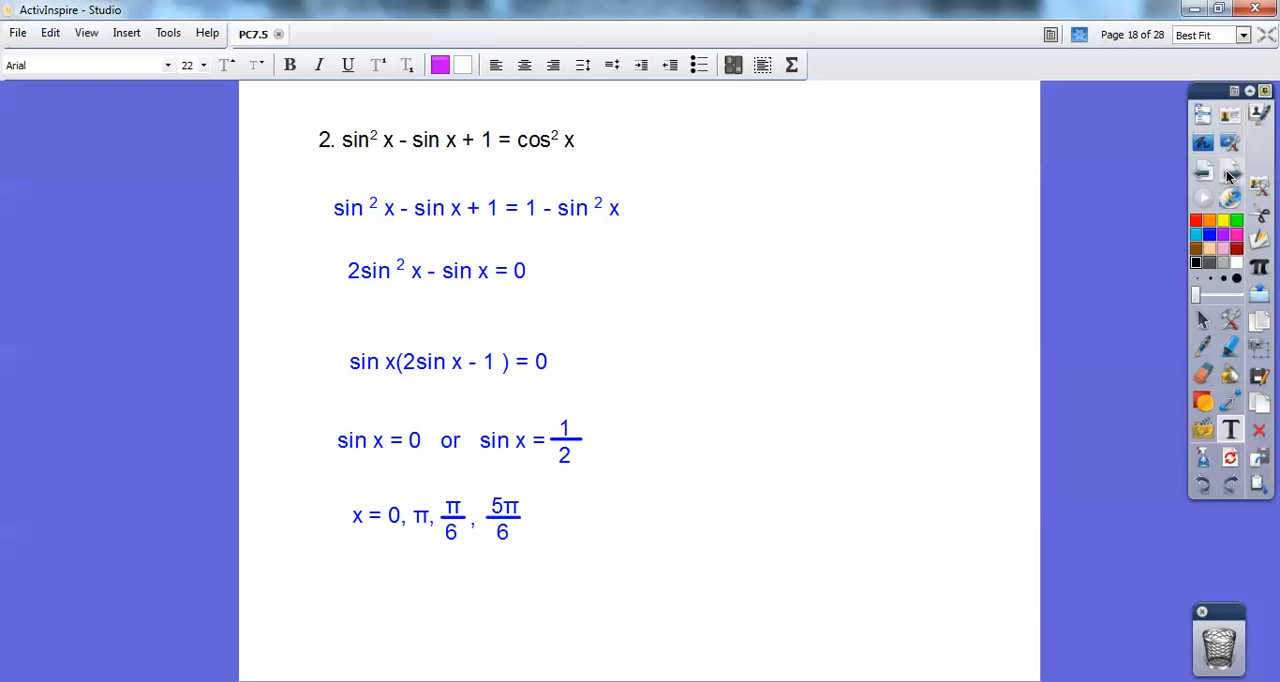 ActivInspire - Studio
File Edit View Insert Tools Help PC7.5 Page 18 of 28 Best Fit
Arial 22 T T B I U T¹ T₁ Σ
2. sin² x - sin x + 1 = cos² x
sin ² x - sin x + 1 = 1 - sin ² x
2sin ² x - sin x = 0
sin x(2sin x - 1 ) = 0
sin x = 0 or sin x = 1/2
x = 0, π, π/6 , 5π/6